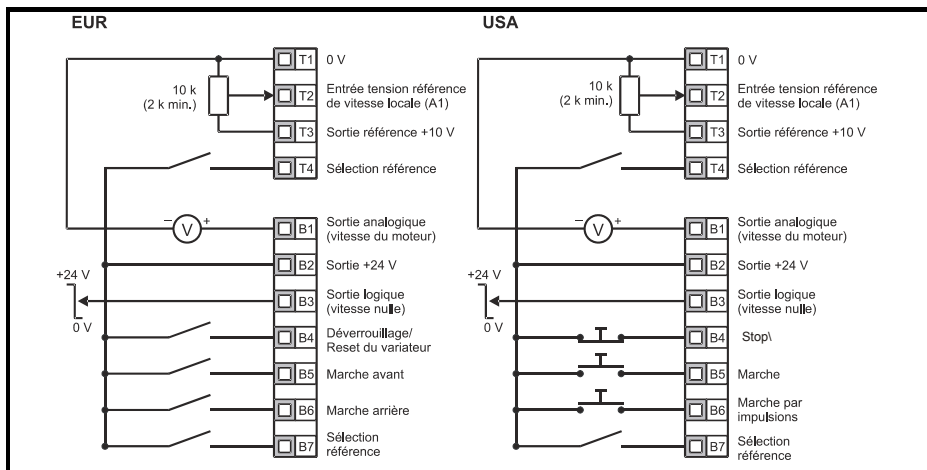 EUR
T1 0 V
10 k
(2 k min.)
T2 Entrée tension référence
de vitesse locale (A1)
T3 Sortie référence +10 V
T4 Sélection référence
– V +
B1 Sortie analogique
(vitesse du moteur)
B2 Sortie +24 V
+24 V
0 V
B3 Sortie logique
(vitesse nulle)
B4 Déverrouillage/
Reset du variateur
B5 Marche avant
B6 Marche arrière
B7 Sélection
référence
USA
T1 0 V
10 k
(2 k min.)
T2 Entrée tension référence
de vitesse locale (A1)
T3 Sortie référence +10 V
T4 Sélection référence
– V +
B1 Sortie analogique
(vitesse du moteur)
B2 Sortie +24 V
+24 V
0 V
B3 Sortie logique
(vitesse nulle)
B4 Stop\
B5 Marche
B6 Marche par
impulsions
B7 Sélection
référence